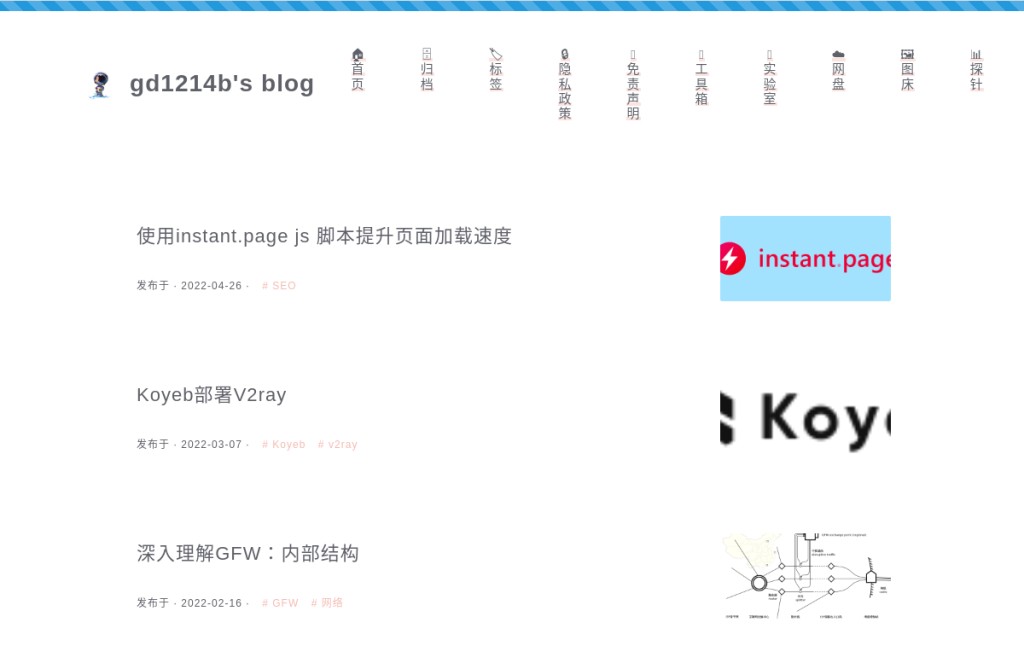 gd1214b's blog
首页
归档
标签
隐私政策
免责声明
工具箱
实验室
网盘
图床
探针
使用instant.page js 脚本提升页面加载速度
发布于 · 2022-04-26 · # SEO
instant.page
Koyeb部署V2ray
发布于 · 2022-03-07 · # Koyeb # v2ray
Koye
深入理解GFW：内部结构
发布于 · 2022-02-16 · # GFW # 网络